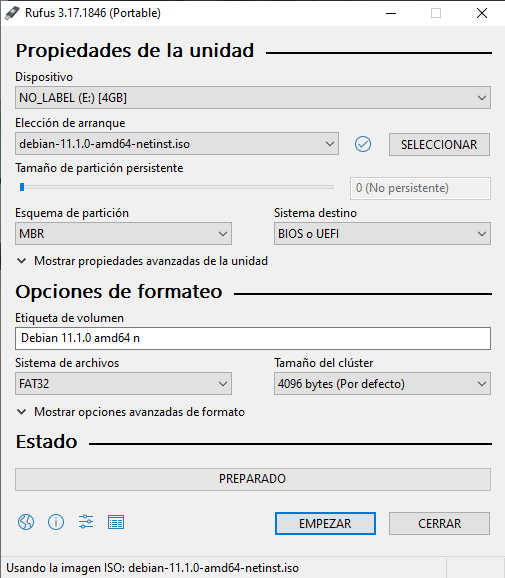 Rufus 3.17.1846 (Portable)
Propiedades de la unidad
Dispositivo
NO_LABEL (E:) [4GB]
Elección de arranque
debian-11.1.0-amd64-netinst.iso
SELECCIONAR
Tamaño de partición persistente
0 (No persistente)
Esquema de partición
Sistema destino
MBR
BIOS o UEFI
Mostrar propiedades avanzadas de la unidad
Opciones de formateo
Etiqueta de volumen
Debian 11.1.0 amd64 n
Sistema de archivos
Tamaño del clúster
FAT32
4096 bytes (Por defecto)
Mostrar opciones avanzadas de formato
Estado
PREPARADO
EMPEZAR
CERRAR
Usando la imagen ISO: debian-11.1.0-amd64-netinst.iso